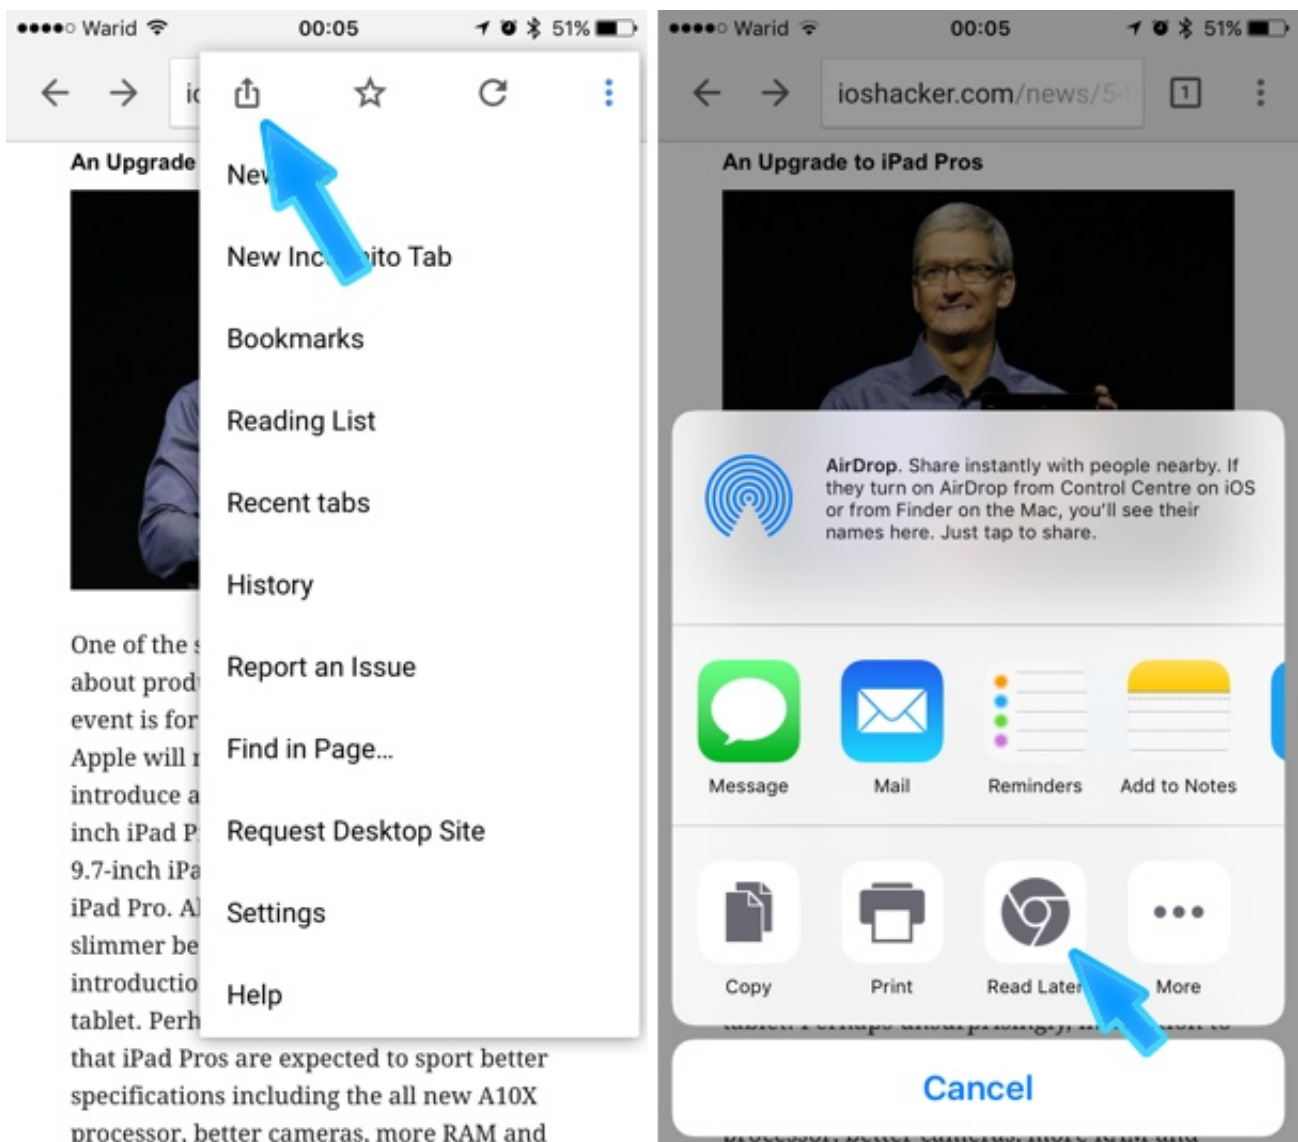 Warid 00:05 51%
An Upgrade
New
New Incognito Tab
Bookmarks
Reading List
Recent tabs
History
Report an Issue
Find in Page...
Request Desktop Site
Settings
Help
One of the
about
event is for
Apple will
introduce a
inch iPad
9.7-inch
iPad Pro.
slimmer
tablet.
that iPad Pros are expected to sport better
specifications including the all new A10X
processor, better cameras, more RAM and
Warid 00:05 51%
ioshacker.com/news/5-
1
An Upgrade to iPad Pros
AirDrop. Share instantly with people nearby. If
they turn on AirDrop from Control Centre on iOS
or from Finder on the Mac, you'll see their
names here. Just tap to share.
Message Mail Reminders Add to Notes
Copy Print Read Later More
Cancel